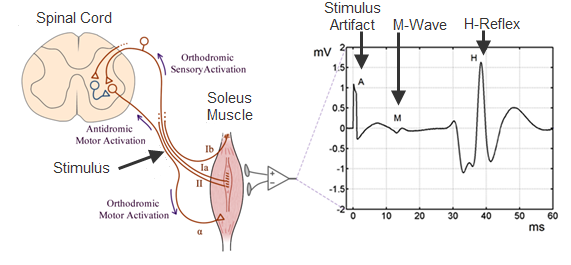 Spinal Cord
Orthodromic
SensoryActivation
Soleus
Muscle
Antidromic
Motor Activation
Stimulus
Ib
Ia
II
Orthodromic
Motor Activation
α
Stimulus
Artifact
M-Wave
H-Reflex
mV
2
1.5
1
0.5
0
-0.5
-1
-1.5
-2
A
M
H
0
10
20
30
40
50
60
ms